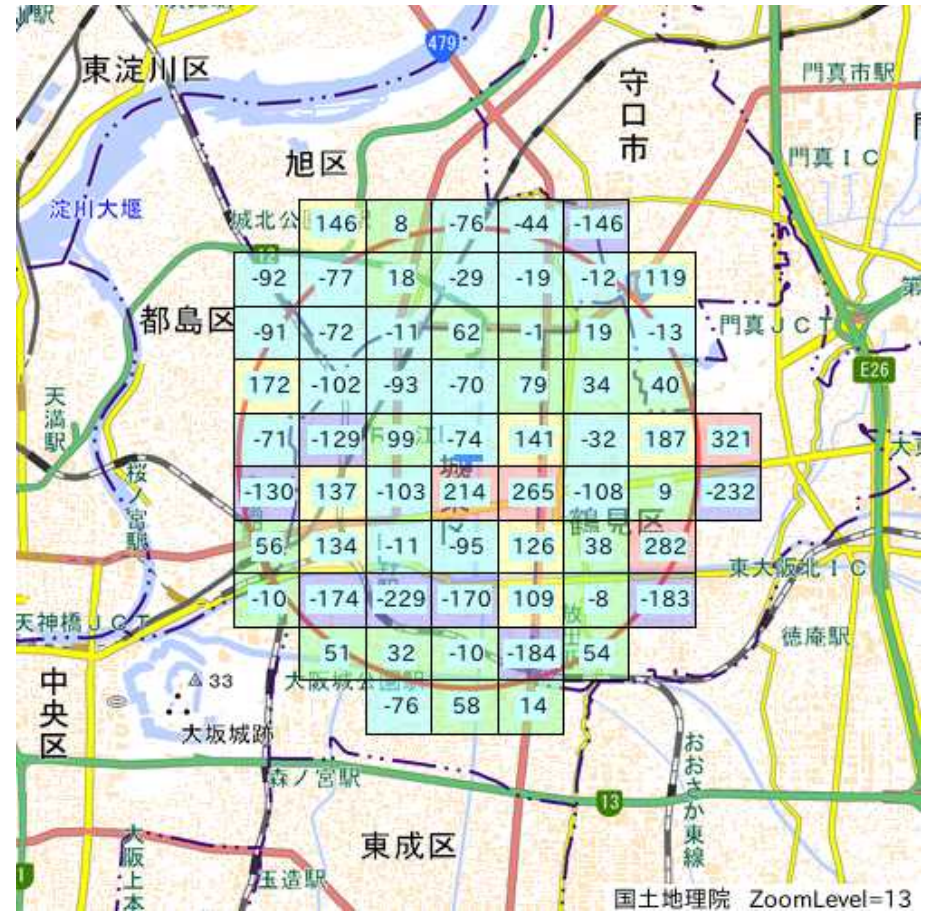 479
東淀川区
守口市
門真市駅
旭区
門真ＩＣ
淀川大堰
城北公
146 8 -76 -44 -146
12
-92 -77 18 -29 -19 -12 119
都島区
-91 -72 -11 62 -1 19 -13
門真ＪＣＴ
第
E26
172 -102 -93 -70 79 34 40
天満駅
-71 -129 99 -74 141 -32 187 321
桜ノ宮駅
-130 137 -103 214 265 -108 9 -232
鶴見区
56 134 -11 -95 126 38 282
東大阪北ＩＣ
-10 -174 -229 -170 109 -8 -183
天神橋ＪＣＴ
徳庵駅
51 32 -10 -184 54
33
大阪城公園駅
中央区
-76 58 14
大坂城跡
おおさか東線
森ノ宮駅
13
東成区
大阪上本
玉造駅
1
国土地理院 ZoomLevel=13